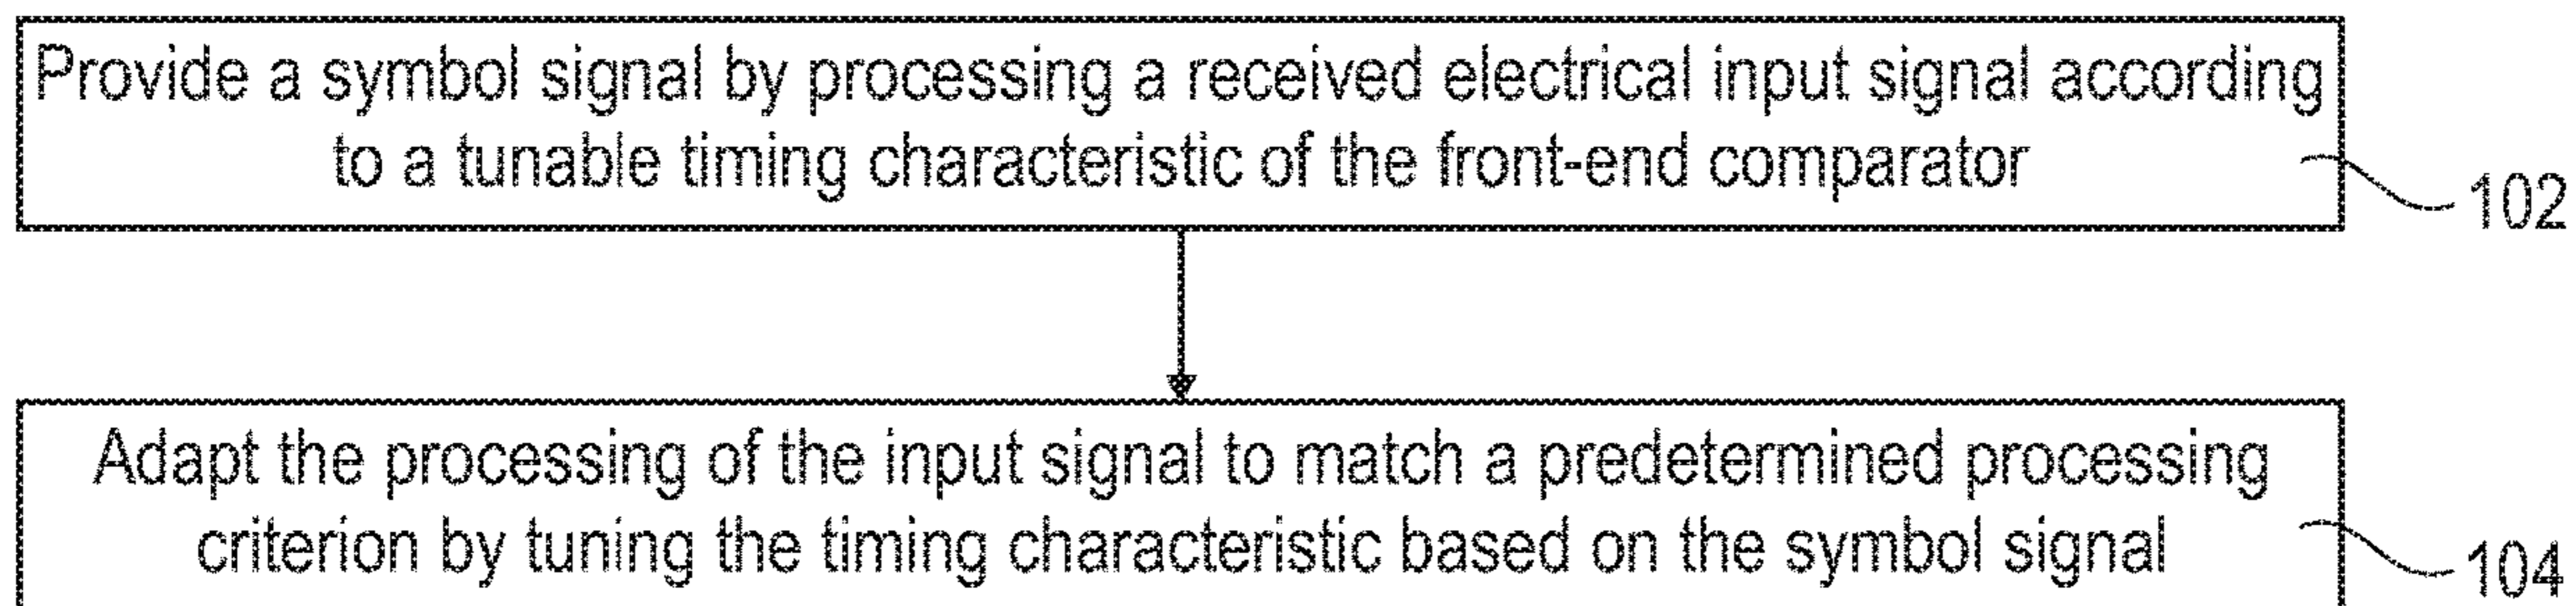 Provide a symbol signal by processing a received electrical input signal according
to a tunable timing characteristic of the front-end comparator
102
Adapt the processing of the input signal to match a predetermined processing
criterion by tuning the timing characteristic based on the symbol signal
104